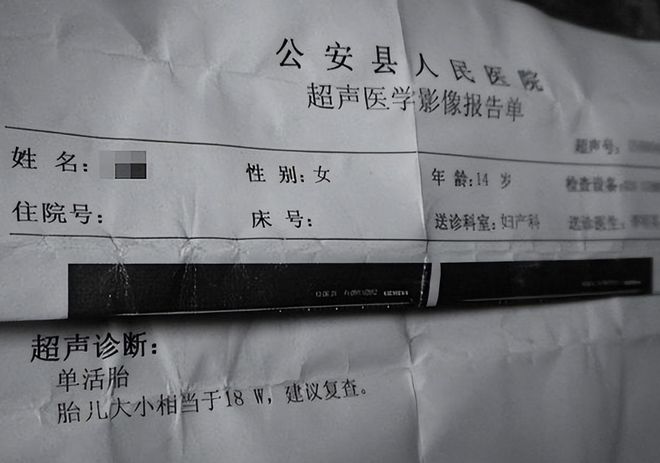 公安县人民医院
超声医学影像报告单
超声号:
姓 名: 性 别: 女 年 龄: 14 岁 检查设备:
住院号: 床 号: 送诊科室: 妇产科 送诊医生:
超声诊断:
单活胎
胎儿大小相当于18 W, 建议复查。